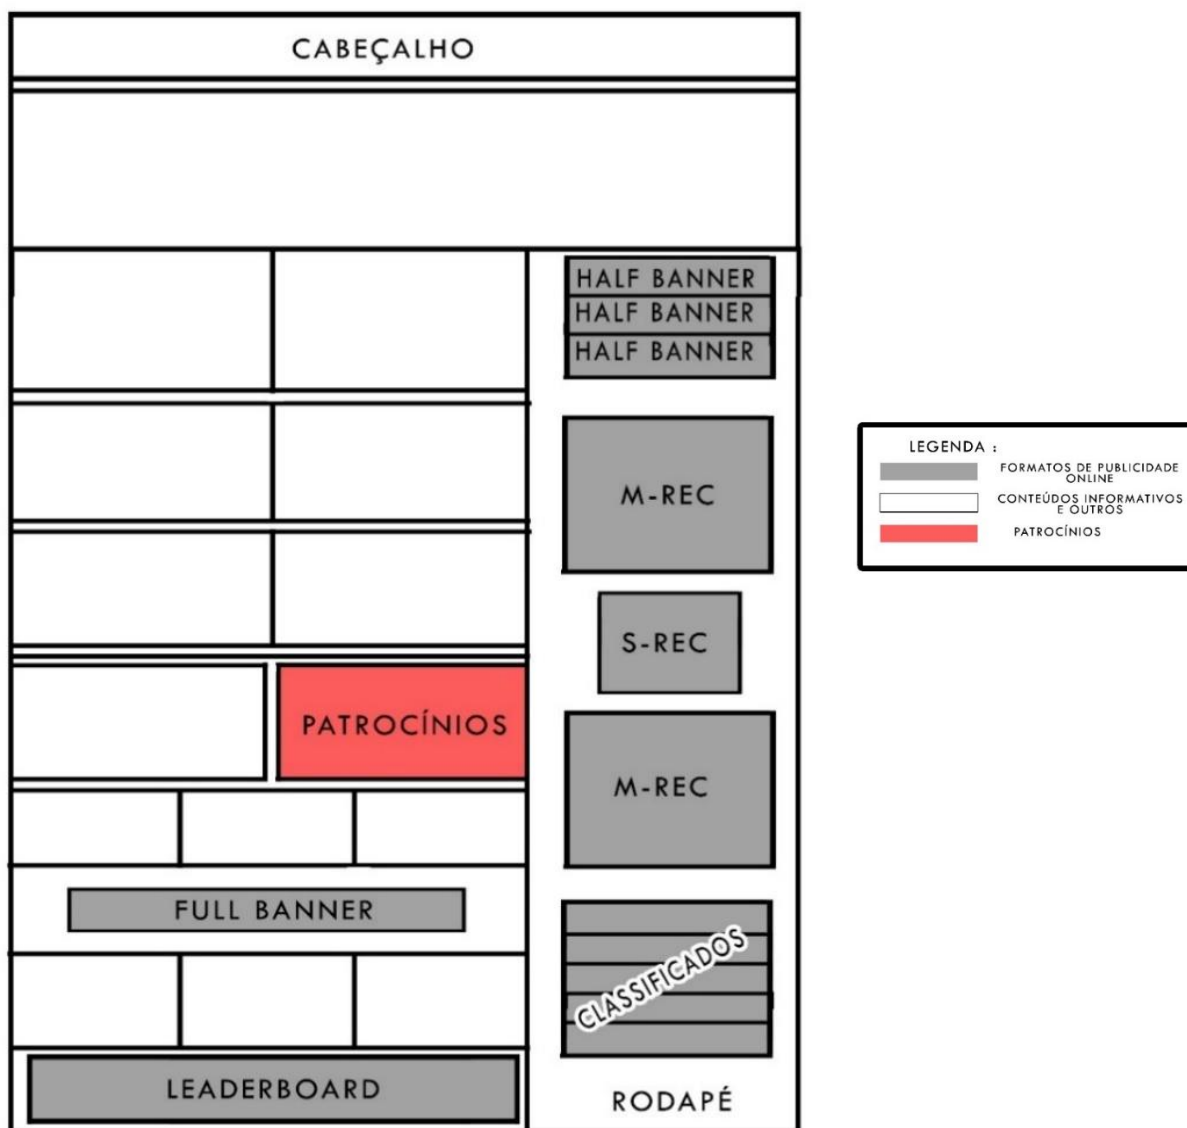 CABEÇALHO
HALF BANNER
HALF BANNER
HALF BANNER
M-REC
LEGENDA :
FORMATOS DE PUBLICIDADE
ONLINE
CONTEÚDOS INFORMATIVOS
E OUTROS
PATROCÍNIOS
S-REC
PATROCÍNIOS
M-REC
FULL BANNER
CLASSIFICADOS
LEADERBOARD
RODAPÉ